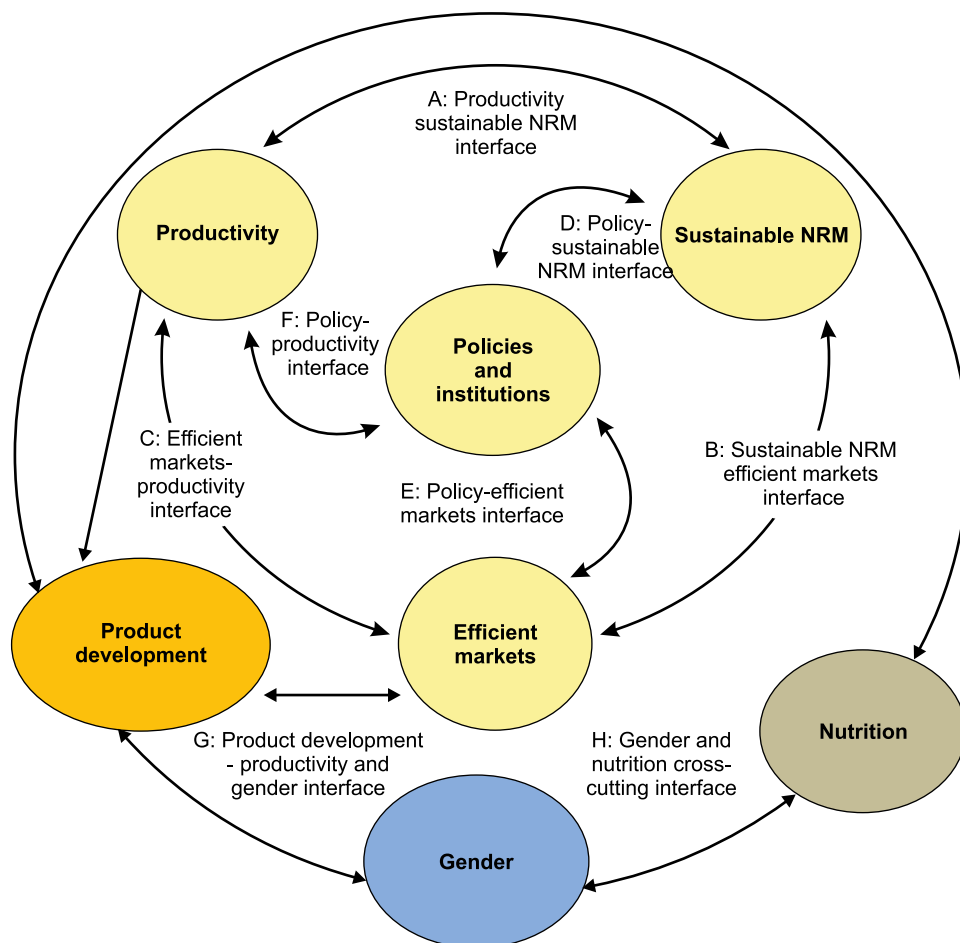 A: Productivity
sustainable NRM
interface
Productivity
Sustainable NRM
D: Policy-
sustainable
NRM interface
F: Policy-
productivity
interface
Policies
and
institutions
C: Efficient
markets-
productivity
interface
B: Sustainable NRM
efficient markets
interface
E: Policy-efficient
markets interface
Product
development
Efficient
markets
Nutrition
G: Product development
- productivity and
gender interface
H: Gender and
nutrition cross-
cutting interface
Gender